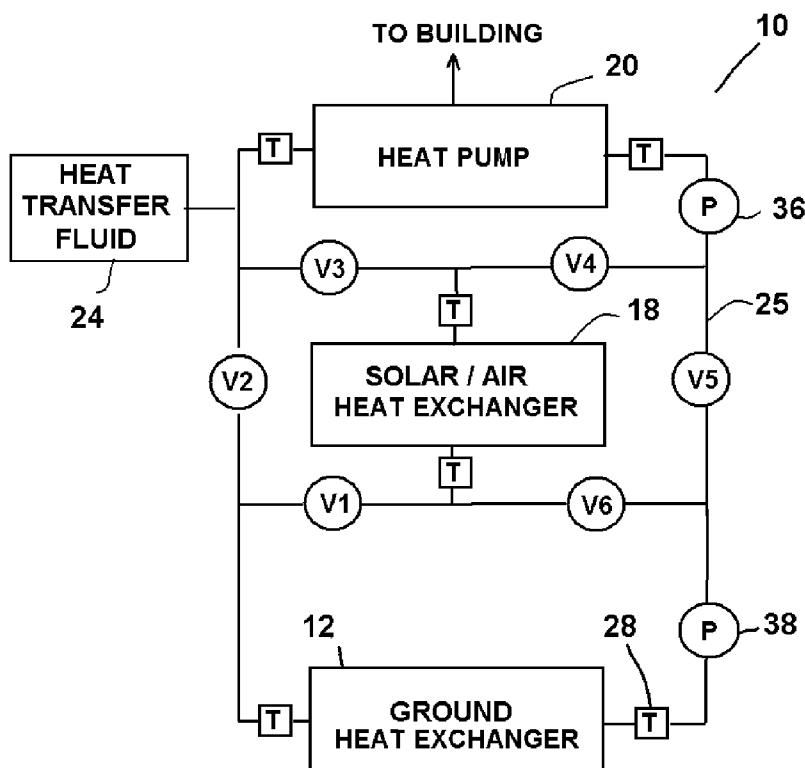 TO BUILDING
10
20
T
HEAT PUMP
T
HEAT
TRANSFER
FLUID
P
36
24
V3
V4
T
18
25
V2
SOLAR / AIR
HEAT EXCHANGER
V5
T
V1
V6
12
28
P
38
T
GROUND
HEAT EXCHANGER
T